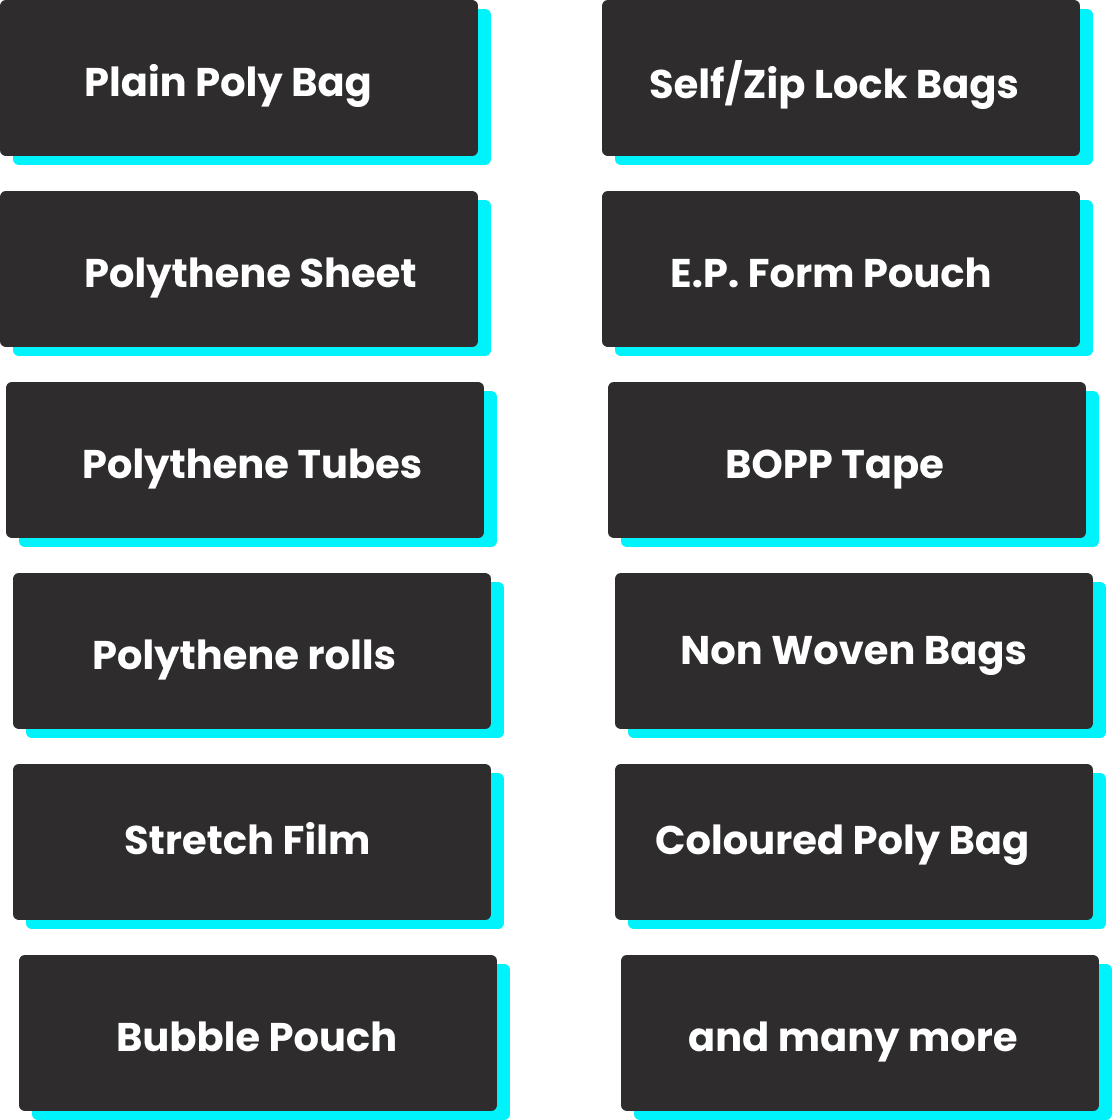 Plain Poly Bag
Self/Zip Lock Bags
Polythene Sheet
E.P. Form Pouch
Polythene Tubes
BOPP Tape
Polythene rolls
Non Woven Bags
Stretch Film
Coloured Poly Bag
Bubble Pouch
and many more